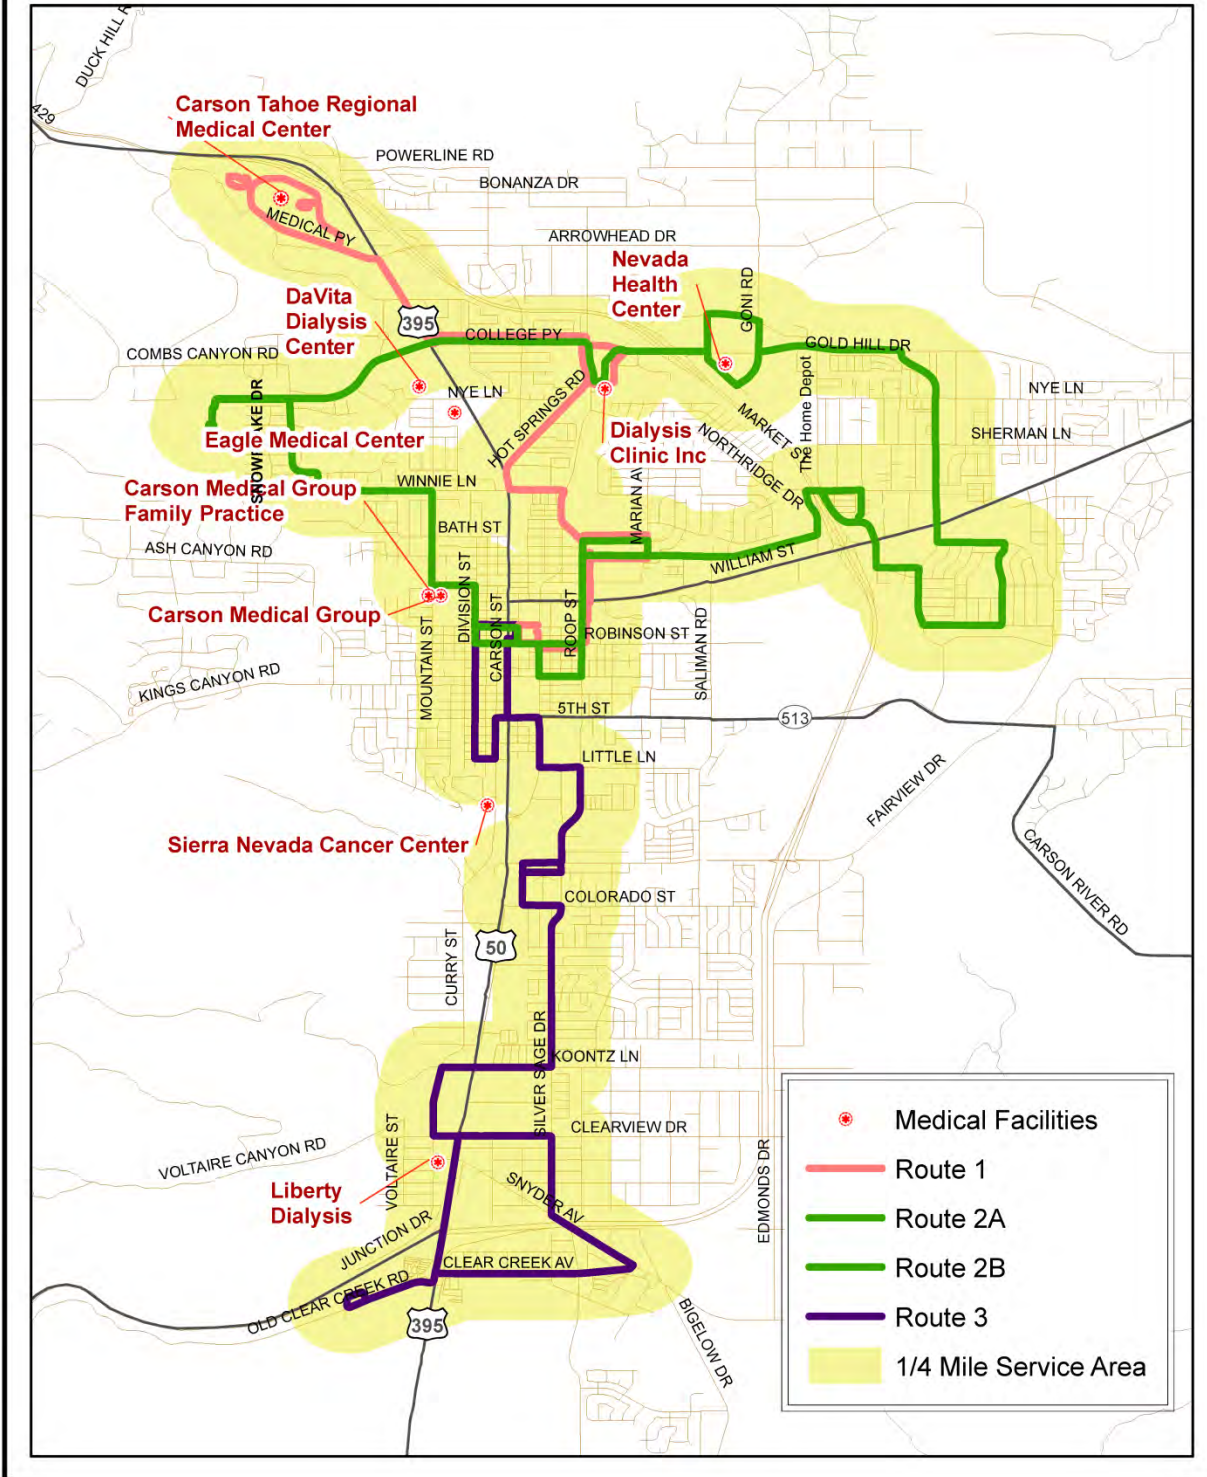 DUCK HILL R
429
Carson Tahoe Regional
Medical Center
POWERLINE RD
BONANZA DR
MEDICAL PY
ARROWHEAD DR
Nevada
Health
Center
GONI RD
DaVita
Dialysis
Center
395
COLLEGE PY
GOLD HILL DR
COMBS CANYON RD
NYE LN
NYE LN
The Home Depot
HOT SPRINGS RD
MARKET ST
NORTHRIDGE DR
SHERMAN LN
Dialysis
Clinic Inc
Eagle Medical Center
WINNIE LN
Carson Medical Group
Family Practice
MARIAN AV
BATH ST
ASH CANYON RD
WILLIAM ST
DIVISION ST
CARSON ST
ROOP ST
Carson Medical Group
ROBINSON ST
MOUNTAIN ST
SALIMAN RD
KINGS CANYON RD
5TH ST
513
LITTLE LN
FAIRVIEW DR
Sierra Nevada Cancer Center
CARSON RIVER RD
COLORADO ST
50
CURRY ST
SILVER SAGE DR
KOONTZ LN
CLEARVIEW DR
VOLTAIRE ST
VOLTAIRE CANYON RD
EDMONDS DR
Liberty
Dialysis
SNYDER AV
JUNCTION DR
CLEAR CREEK AV
OLD CLEAR CREEK RD
395
BIGELOW DR
Medical Facilities
Route 1
Route 2A
Route 2B
Route 3
1/4 Mile Service Area